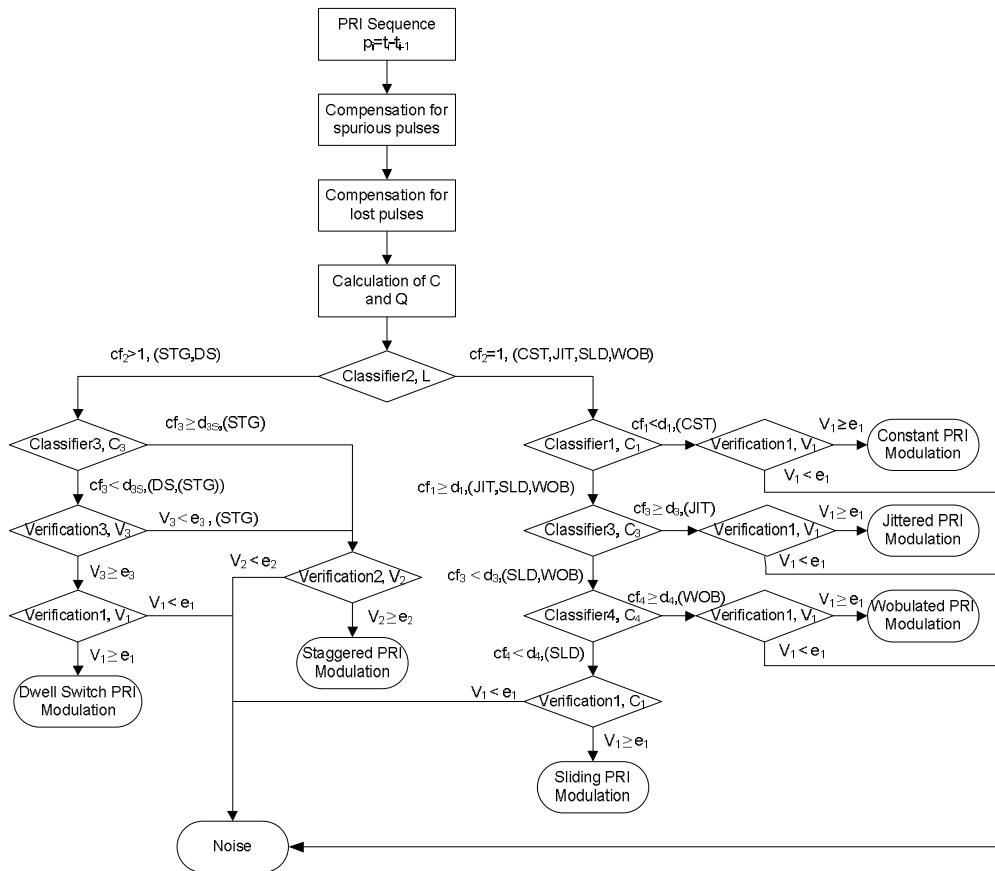 PRI Sequence
pᵢ=tᵢ-tᵢ₋₁
Compensation for
spurious pulses
Compensation for
lost pulses
Calculation of C
and Q
cf₂>1, (STG,DS)
cf₂=1, (CST,JIT,SLD,WOB)
Classifier2, L
cf₃≥d₃S,(STG)
Classifier3, C₃
Classifier1, C₁
cf₁<d₁,(CST)
Verification1, V₁
V₁≥e₁
Constant PRI
Modulation
V₁<e₁
cf₃<d₃S,(DS,(STG))
cf₁≥d₁,(JIT,SLD,WOB)
Verification3, V₃
V₃<e₃, (STG)
Classifier3, C₃
cf₃≥d₃,(JIT)
Verification1, V₁
V₁≥e₁
Jittered PRI
Modulation
V₁<e₁
V₃≥e₃
V₂<e₂
Verification2, V₂
cf₃<d₃,(SLD,WOB)
Verification1, V₁
V₁<e₁
V₂≥e₂
Classifier4, C₄
cf₄≥d₄,(WOB)
Verification1, V₁
V₁≥e₁
Wobulated PRI
Modulation
V₁<e₁
V₁≥e₁
Staggered PRI
Modulation
cf₄<d₄,(SLD)
Dwell Switch PRI
Modulation
V₁<e₁
Verification1, C₁
V₁≥e₁
Sliding PRI
Modulation
Noise